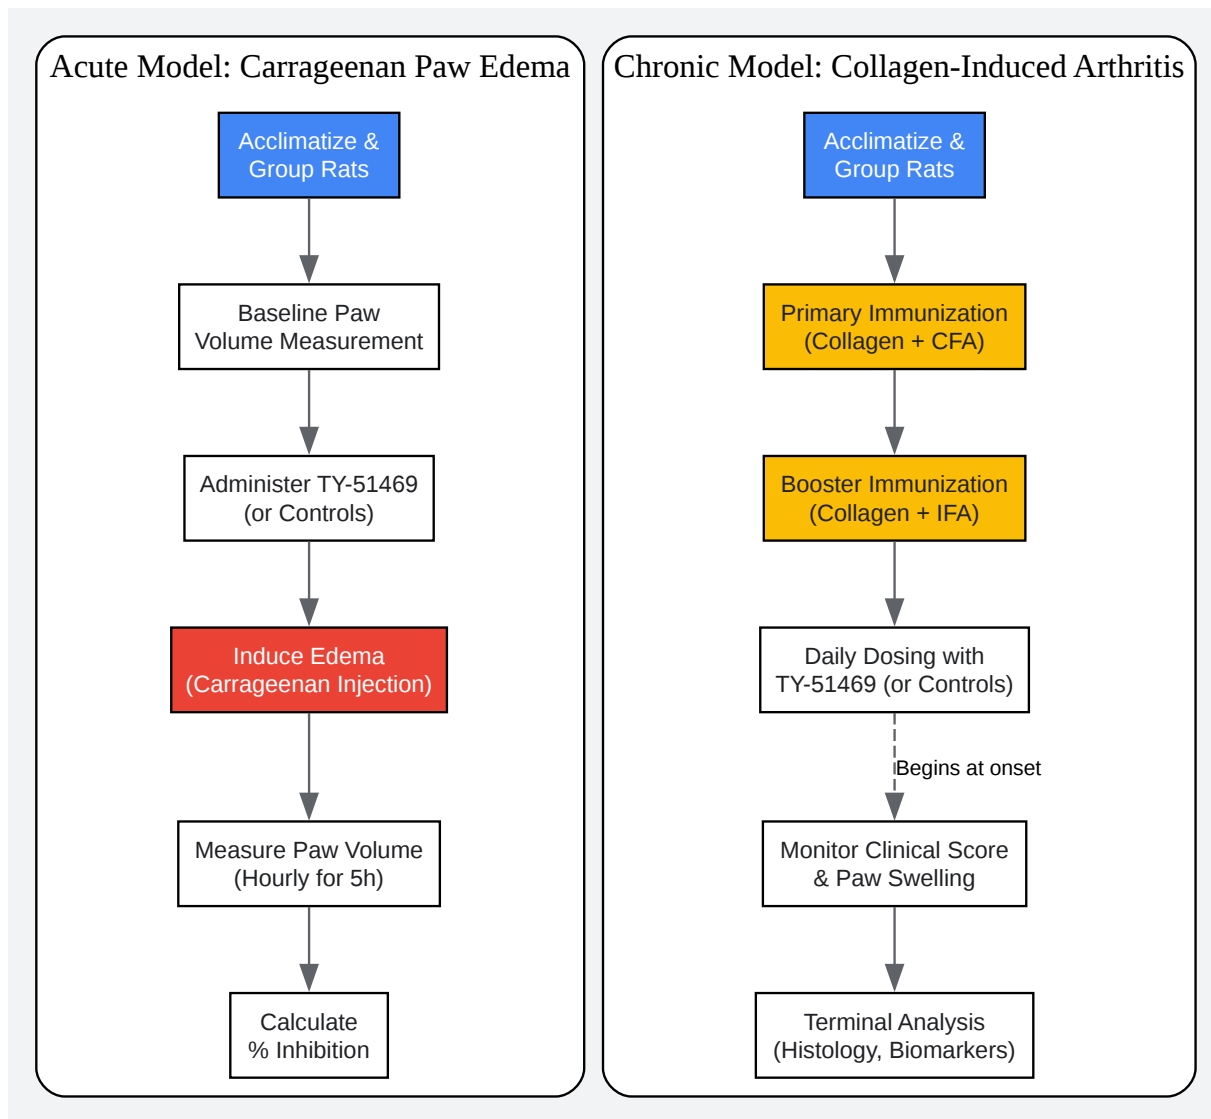 Acute Model: Carrageenan Paw Edema
Acclimatize &
Group Rats
Baseline Paw
Volume Measurement
Administer TY-51469
(or Controls)
Induce Edema
(Carrageenan Injection)
Measure Paw Volume
(Hourly for 5h)
Calculate
% Inhibition
Chronic Model: Collagen-Induced Arthritis
Acclimatize &
Group Rats
Primary Immunization
(Collagen + CFA)
Booster Immunization
(Collagen + IFA)
Daily Dosing with
TY-51469 (or Controls)
Begins at onset
Monitor Clinical Score
& Paw Swelling
Terminal Analysis
(Histology, Biomarkers)